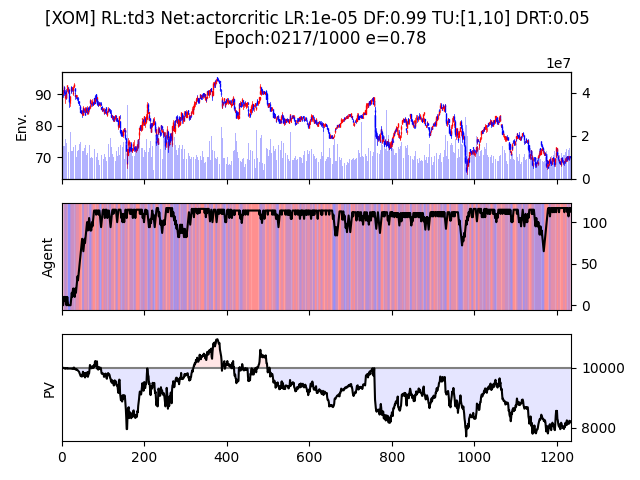 [XOM] RL:td3 Net:actorcritic LR:1e-05 DF:0.99 TU:[1,10] DRT:0.05
Epoch:0217/1000 e=0.78
1e7
Env.
90
80
70
4
2
0
Agent
100
50
0
PV
10000
8000
0 200 400 600 800 1000 1200